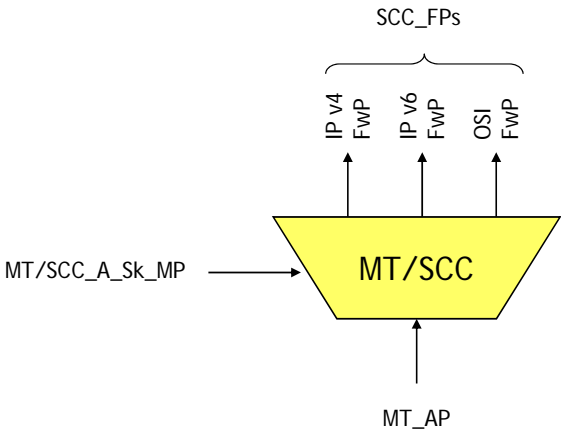 SCC_FPs
IP v4
FwP
IP v6
FwP
OSI
FwP
MT/SCC
MT/SCC_A_Sk_MP
MT_AP